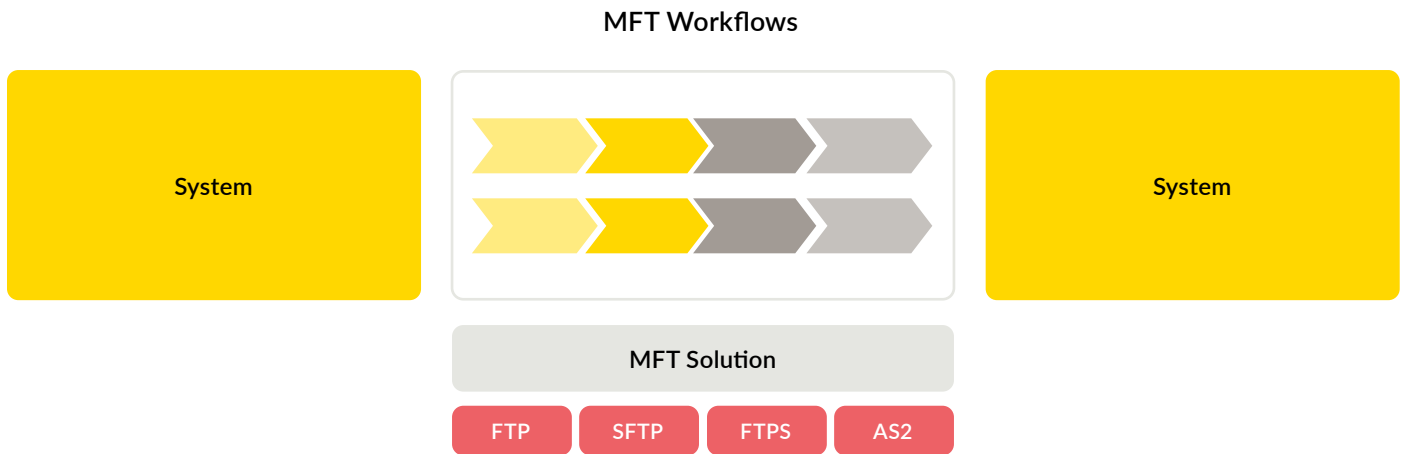 MFT Workflows
System
System
MFT Solution
FTP
SFTP
FTPS
AS2